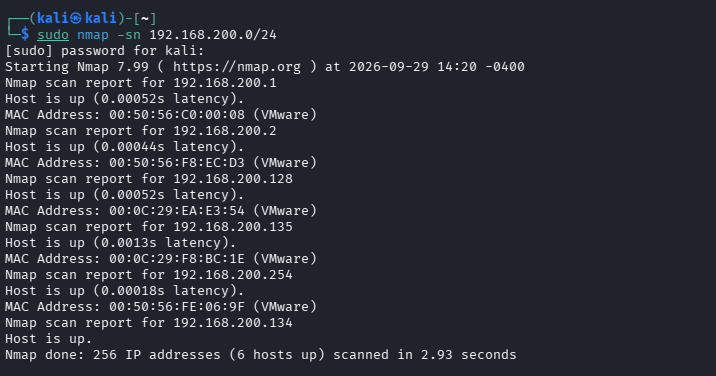 ┌──(kali㉿kali)-[~]
└─$ sudo nmap -sn 192.168.200.0/24
[sudo] password for kali:
Starting Nmap 7.99 ( https://nmap.org ) at 2026-09-29 14:20 -0400
Nmap scan report for 192.168.200.1
Host is up (0.00052s latency).
MAC Address: 00:50:56:C0:00:08 (VMware)
Nmap scan report for 192.168.200.2
Host is up (0.00044s latency).
MAC Address: 00:50:56:F8:EC:D3 (VMware)
Nmap scan report for 192.168.200.128
Host is up (0.00052s latency).
MAC Address: 00:0C:29:EA:E3:54 (VMware)
Nmap scan report for 192.168.200.135
Host is up (0.0013s latency).
MAC Address: 00:0C:29:F8:BC:1E (VMware)
Nmap scan report for 192.168.200.254
Host is up (0.00018s latency).
MAC Address: 00:50:56:FE:06:9F (VMware)
Nmap scan report for 192.168.200.134
Host is up.
Nmap done: 256 IP addresses (6 hosts up) scanned in 2.93 seconds